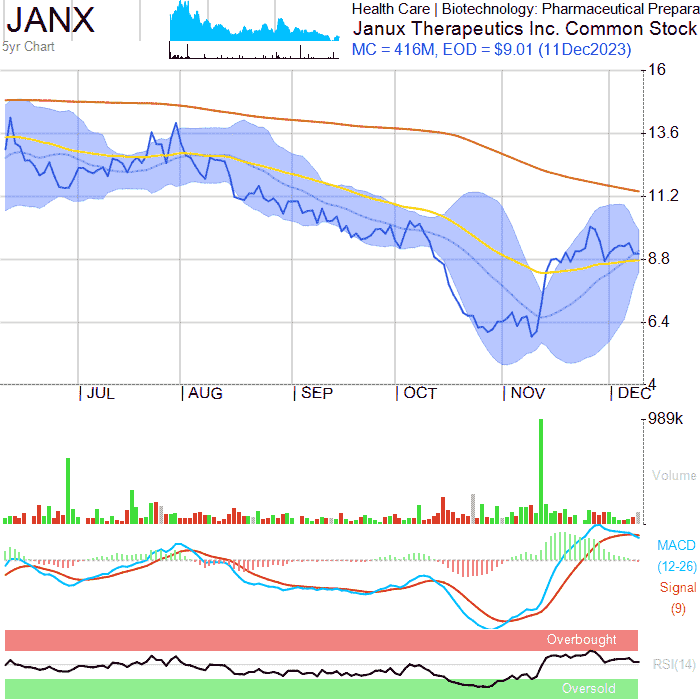 JANX
5yr Chart
Health Care | Biotechnology: Pharmaceutical Prepara
Janux Therapeutics Inc. Common Stock
MC = 416M, EOD = $9.01 (11Dec2023)
16
13.6
11.2
8.8
6.4
4
JUL AUG SEP OCT NOV DEC
989k
Volume
MACD
(12-26)
Signal
(9)
Overbought
RSI(14)
Oversold